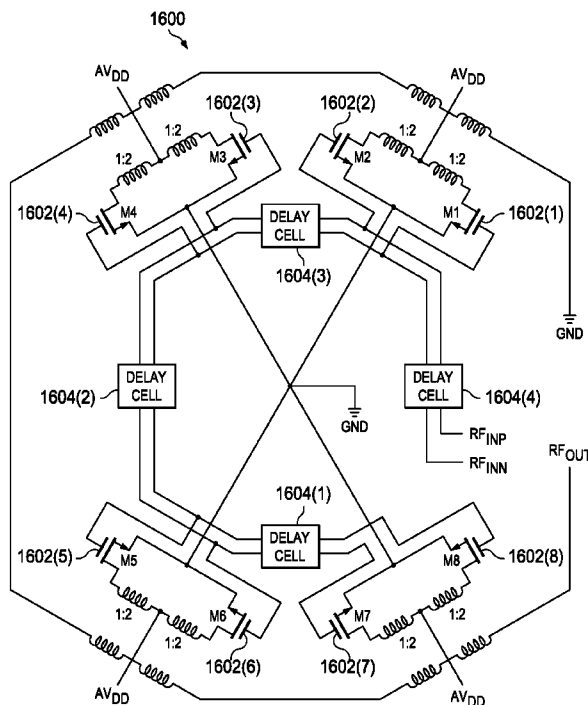 1600
AVDD
AVDD
1602(3)
1602(2)
1:2
1:2
M3
M2
1:2
1:2
1602(4)
M4
M1
1602(1)
DELAY
CELL
1604(3)
GND
DELAY
CELL
1604(2)
DELAY
CELL
1604(4)
GND
RFINP
RFINN
RFOUT
1604(1)
DELAY
CELL
1602(5)
M5
M8
1602(8)
1:2
M6
M7
1:2
1:2
1:2
1602(6)
1602(7)
AVDD
AVDD